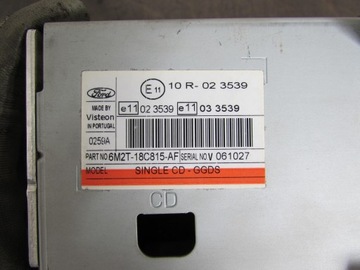 Ford
E11 10 R- 02 3539
MADE BY
Visteon
IN PORTUGAL
e11 02 3539 e11 03 3539
0259A
PART NO. 6M2T-18C815-AF SERIAL NO. V 061027
MODEL SINGLE CD - GGDS
CD